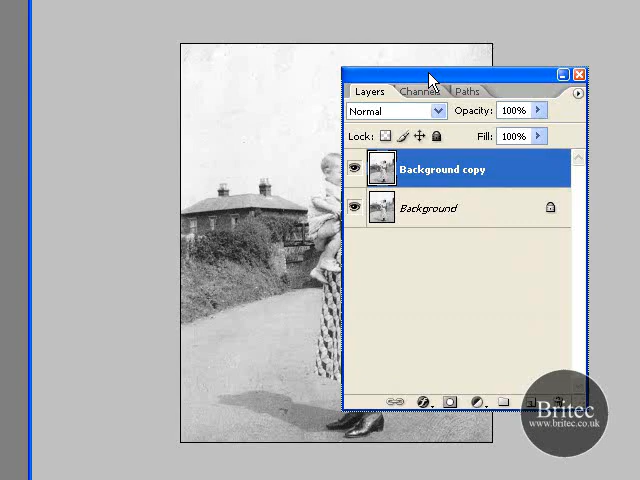 Layers Channels Paths
Normal Opacity: 100%
Lock: Fill: 100%
Background copy
Background
Britec
www.britec.co.uk